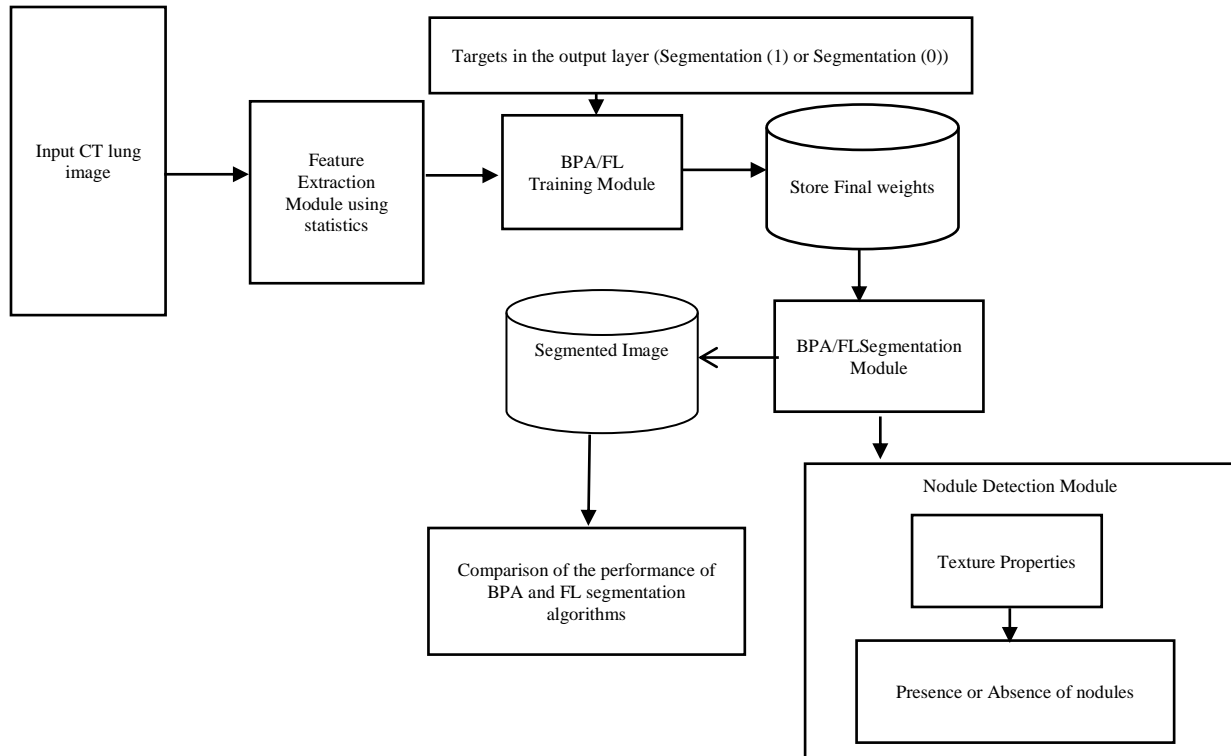 Targets in the output layer (Segmentation (1) or Segmentation (0))
Input CT lung
image
Feature
Extraction
Module using
statistics
BPA/FL
Training Module
Store Final weights
Segmented Image
BPA/FLSegmentation
Module
Nodule Detection Module
Texture Properties
Presence or Absence of nodules
Comparison of the performance of
BPA and FL segmentation
algorithms